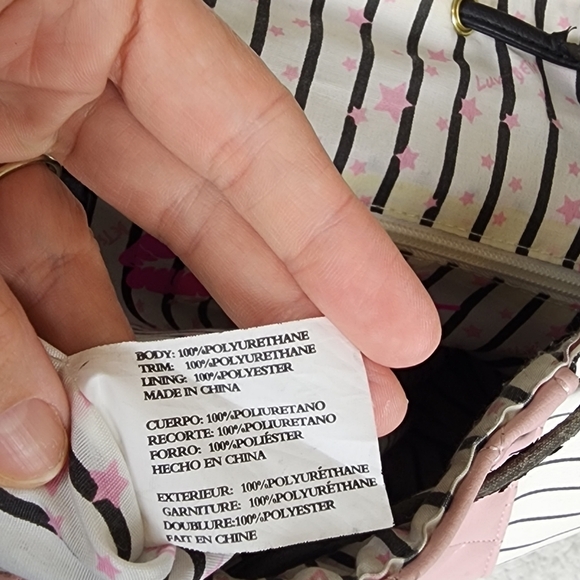 BODY: 100%POLYURETHANE
TRIM: 100%POLYURETHANE
LINING: 100%POLYESTER
MADE IN CHINA
CUERPO: 100%POLIURETANO
RECORTE: 100%POLIURETANO
FORRO: 100%POLIÉSTER
HECHO EN CHINA
EXTERIEUR: 100%POLYURÉTHANE
GARNITURE: 100%POLYURÉTHANE
DOUBLURE:100%POLYESTER
FAIT EN CHINE
Luv